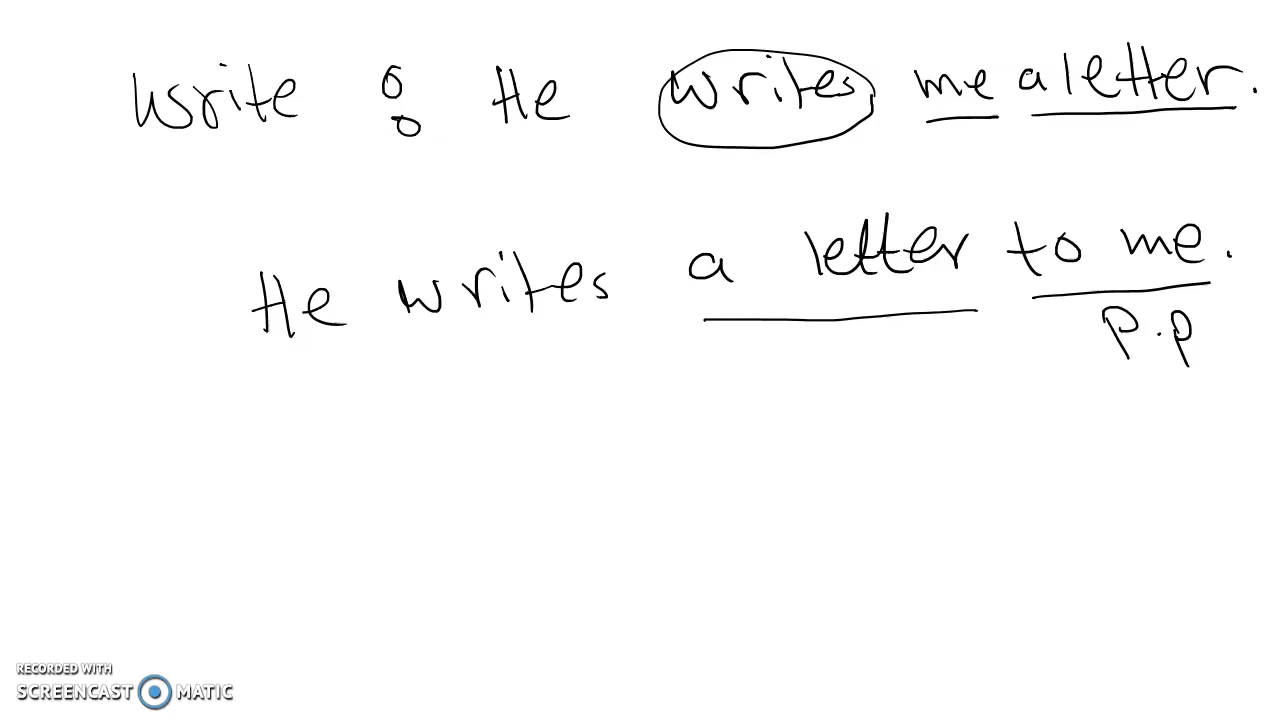 write : He writes me a letter.
He writes a letter to me.
p.p
RECORDED WITH
SCREENCAST MATIC